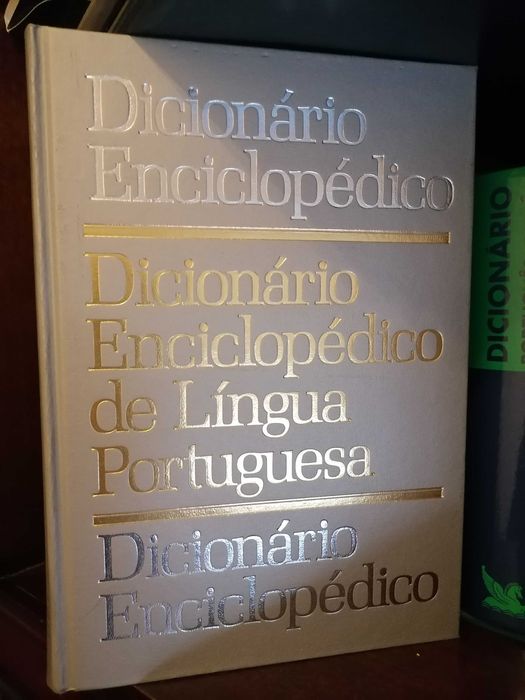 Dicionário
Enciclopédico
Dicionário
Enciclopédico
de Língua
Portuguesa
Dicionário
Enciclopédico
DICIONÁRIO